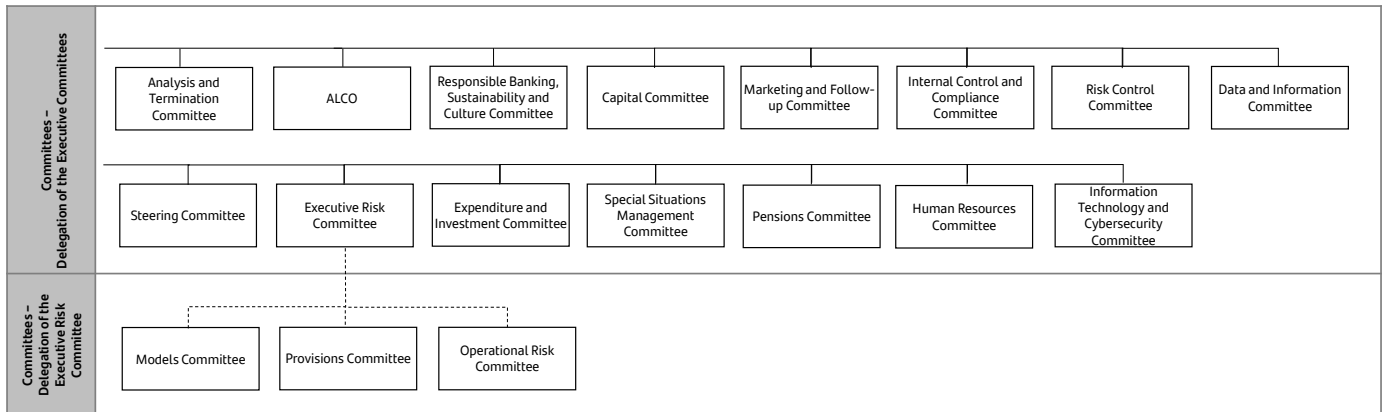 Committees –
Delegation of the Executive Committees
Analysis and
Termination
Committee
ALCO
Responsible Banking,
Sustainability and
Culture Committee
Capital Committee
Marketing and Follow-
up Committee
Internal Control and
Compliance
Committee
Risk Control
Committee
Data and Information
Committee
Steering Committee
Executive Risk
Committee
Expenditure and
Investment Committee
Special Situations
Management
Committee
Pensions Committee
Human Resources
Committee
Information
Technology and
Cybersecurity
Committee
Committees –
Delegation of the
Executive Risk
Committee
Models Committee
Provisions Committee
Operational Risk
Committee